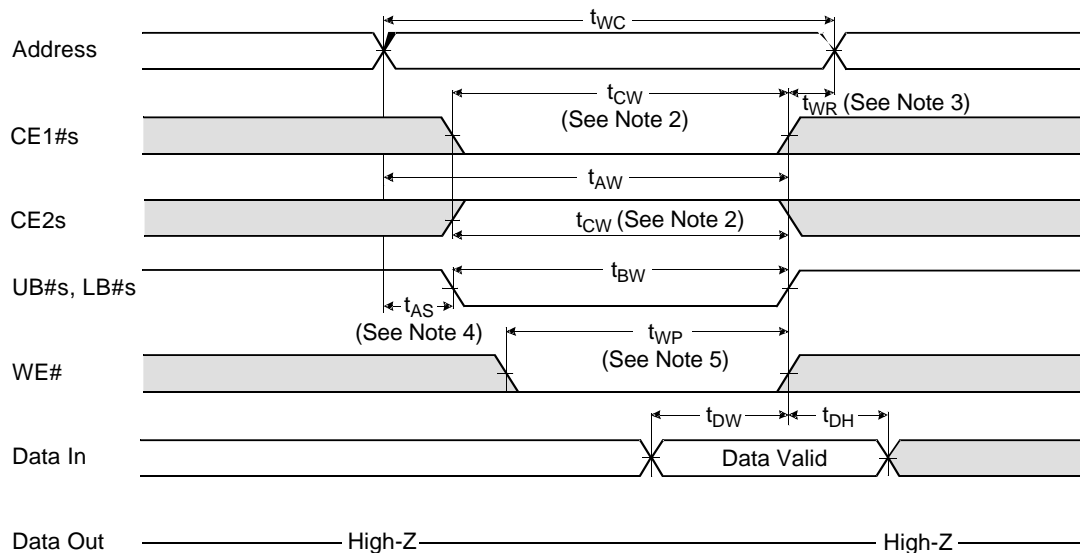 tWC
Address
tCW
(See Note 2)
tWR (See Note 3)
CE1#s
tAW
CE2s
tCW (See Note 2)
UB#s, LB#s
tBW
tAS
(See Note 4)
tWP
(See Note 5)
WE#
tDW
tDH
Data In
Data Valid
Data Out
High-Z
High-Z